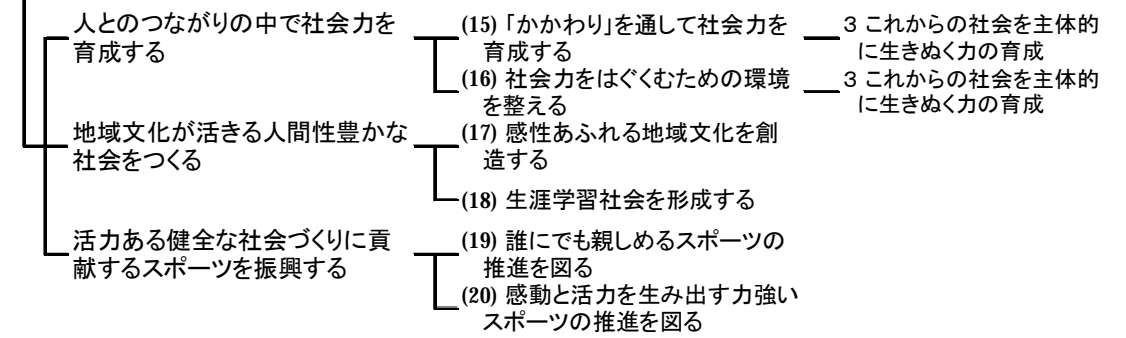 人とのつながりの中で社会力を
育成する
(15) 「かかわり」を通して社会力を
育成する
3 これからの社会を主体的
に生きぬく力の育成
(16) 社会力をはぐくむための環境
を整える
3 これからの社会を主体的
に生きぬく力の育成
地域文化が活きる人間性豊かな
社会をつくる
(17) 感性あふれる地域文化を創
造する
(18) 生涯学習社会を形成する
活力ある健全な社会づくりに貢
献するスポーツを振興する
(19) 誰にでも親しめるスポーツの
推進を図る
(20) 感動と活力を生み出す力強い
スポーツの推進を図る